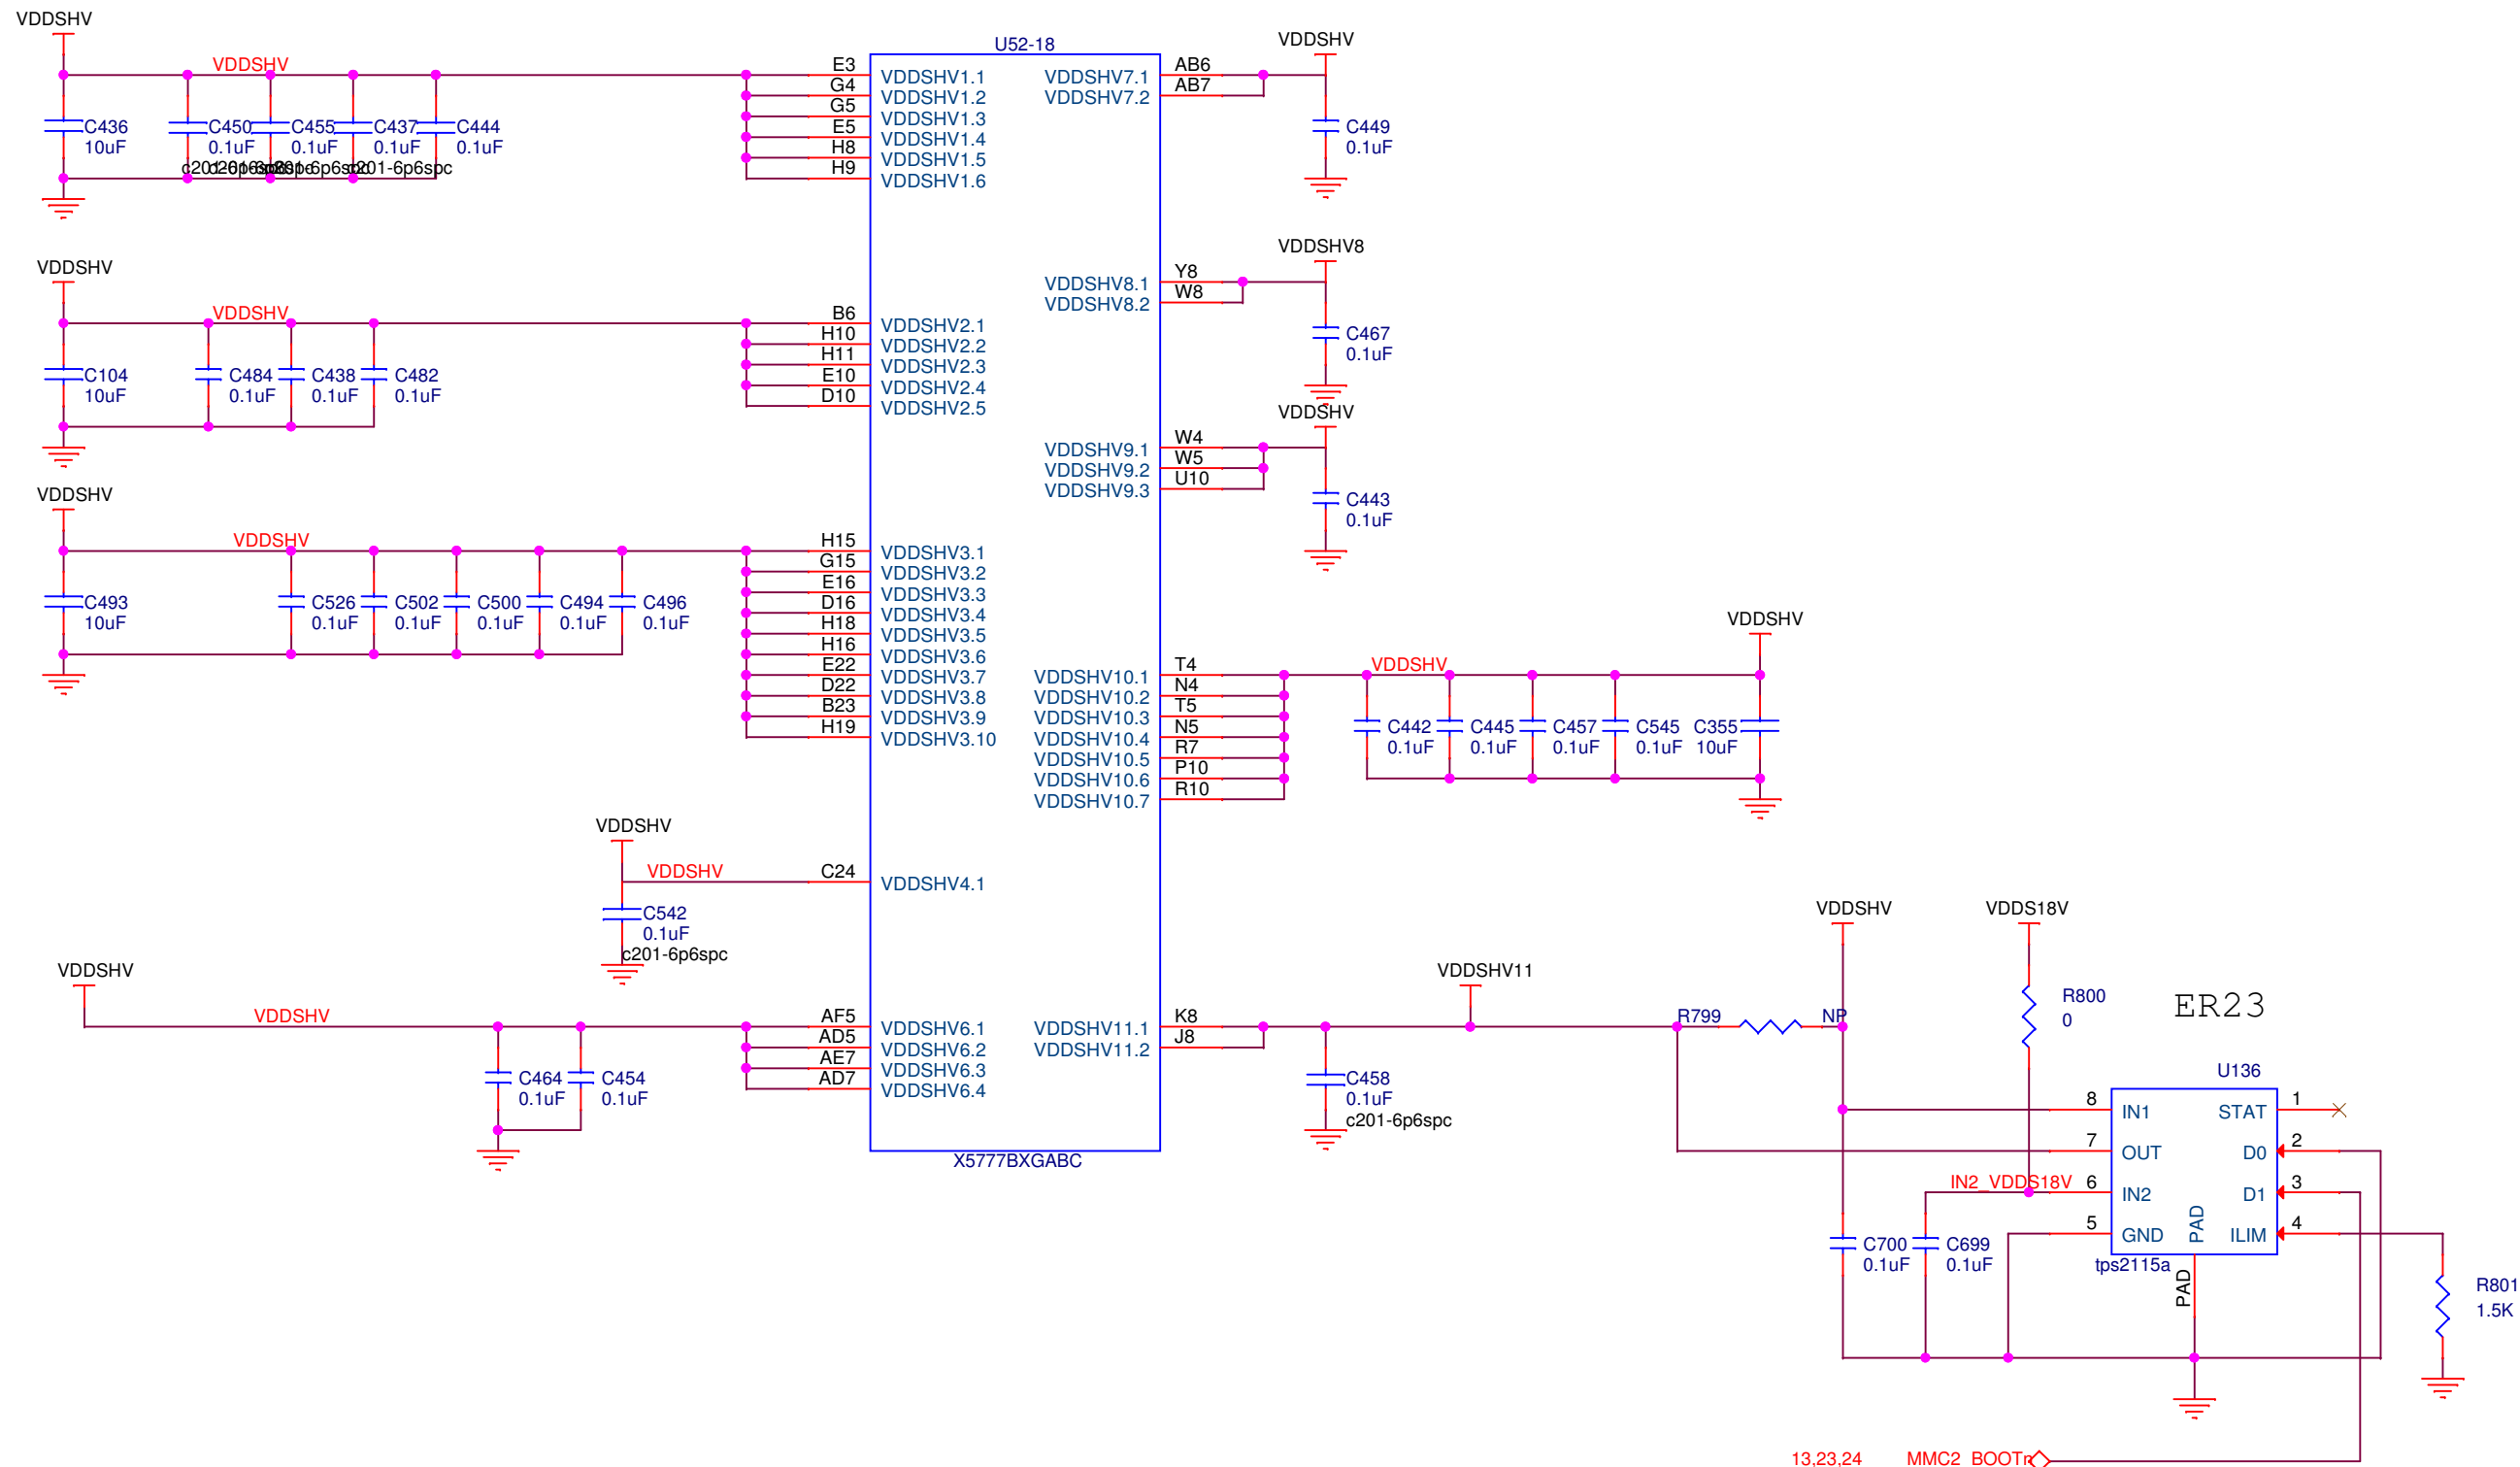 VDDSHV
VDDSHV
C436
10uF
C450
0.1uF
C455
0.1uF
C437
0.1uF
C444
0.1uF
c201-6p6spc
VDDSHV
VDDSHV
C104
10uF
C484
0.1uF
C438
0.1uF
C482
0.1uF
VDDSHV
VDDSHV
C493
10uF
C526
0.1uF
C502
0.1uF
C500
0.1uF
C494
0.1uF
C496
0.1uF
VDDSHV
VDDSHV
C542
0.1uF
c201-6p6spc
VDDSHV
VDDSHV
C464
0.1uF
C454
0.1uF
U52-18
E3 VDDSHV1.1
G4 VDDSHV1.2
G5 VDDSHV1.3
E5 VDDSHV1.4
H8 VDDSHV1.5
H9 VDDSHV1.6
B6 VDDSHV2.1
H10 VDDSHV2.2
H11 VDDSHV2.3
E10 VDDSHV2.4
D10 VDDSHV2.5
H15 VDDSHV3.1
G15 VDDSHV3.2
E16 VDDSHV3.3
D16 VDDSHV3.4
H18 VDDSHV3.5
H16 VDDSHV3.6
E22 VDDSHV3.7
D22 VDDSHV3.8
B23 VDDSHV3.9
H19 VDDSHV3.10
C24 VDDSHV4.1
AF5 VDDSHV6.1
AD5 VDDSHV6.2
AE7 VDDSHV6.3
AD7 VDDSHV6.4
VDDSHV7.1 AB6
VDDSHV7.2 AB7
VDDSHV8.1 Y8
VDDSHV8.2 W8
VDDSHV9.1 W4
VDDSHV9.2 W5
VDDSHV9.3 U10
VDDSHV10.1 T4
VDDSHV10.2 N4
VDDSHV10.3 T5
VDDSHV10.4 N5
VDDSHV10.5 R7
VDDSHV10.6 P10
VDDSHV10.7 R10
VDDSHV11.1 K8
VDDSHV11.2 J8
X5777BXGABC
VDDSHV
C449
0.1uF
VDDSHV8
C467
0.1uF
VDDSHV
C443
0.1uF
VDDSHV
VDDSHV
C442
0.1uF
C445
0.1uF
C457
0.1uF
C545
0.1uF
C355
10uF
VDDSHV11
C458
0.1uF
c201-6p6spc
R799
NP
VDDSHV
VDDS18V
R800
0
ER23
U136
8 IN1
7 OUT
6 IN2
5 GND
STAT 1
D0 2
D1 3
ILIM 4
PAD
PAD
tps2115a
IN2_VDDS18V
C700
0.1uF
C699
0.1uF
R801
1.5K
13,23,24 MMC2_BOOTn